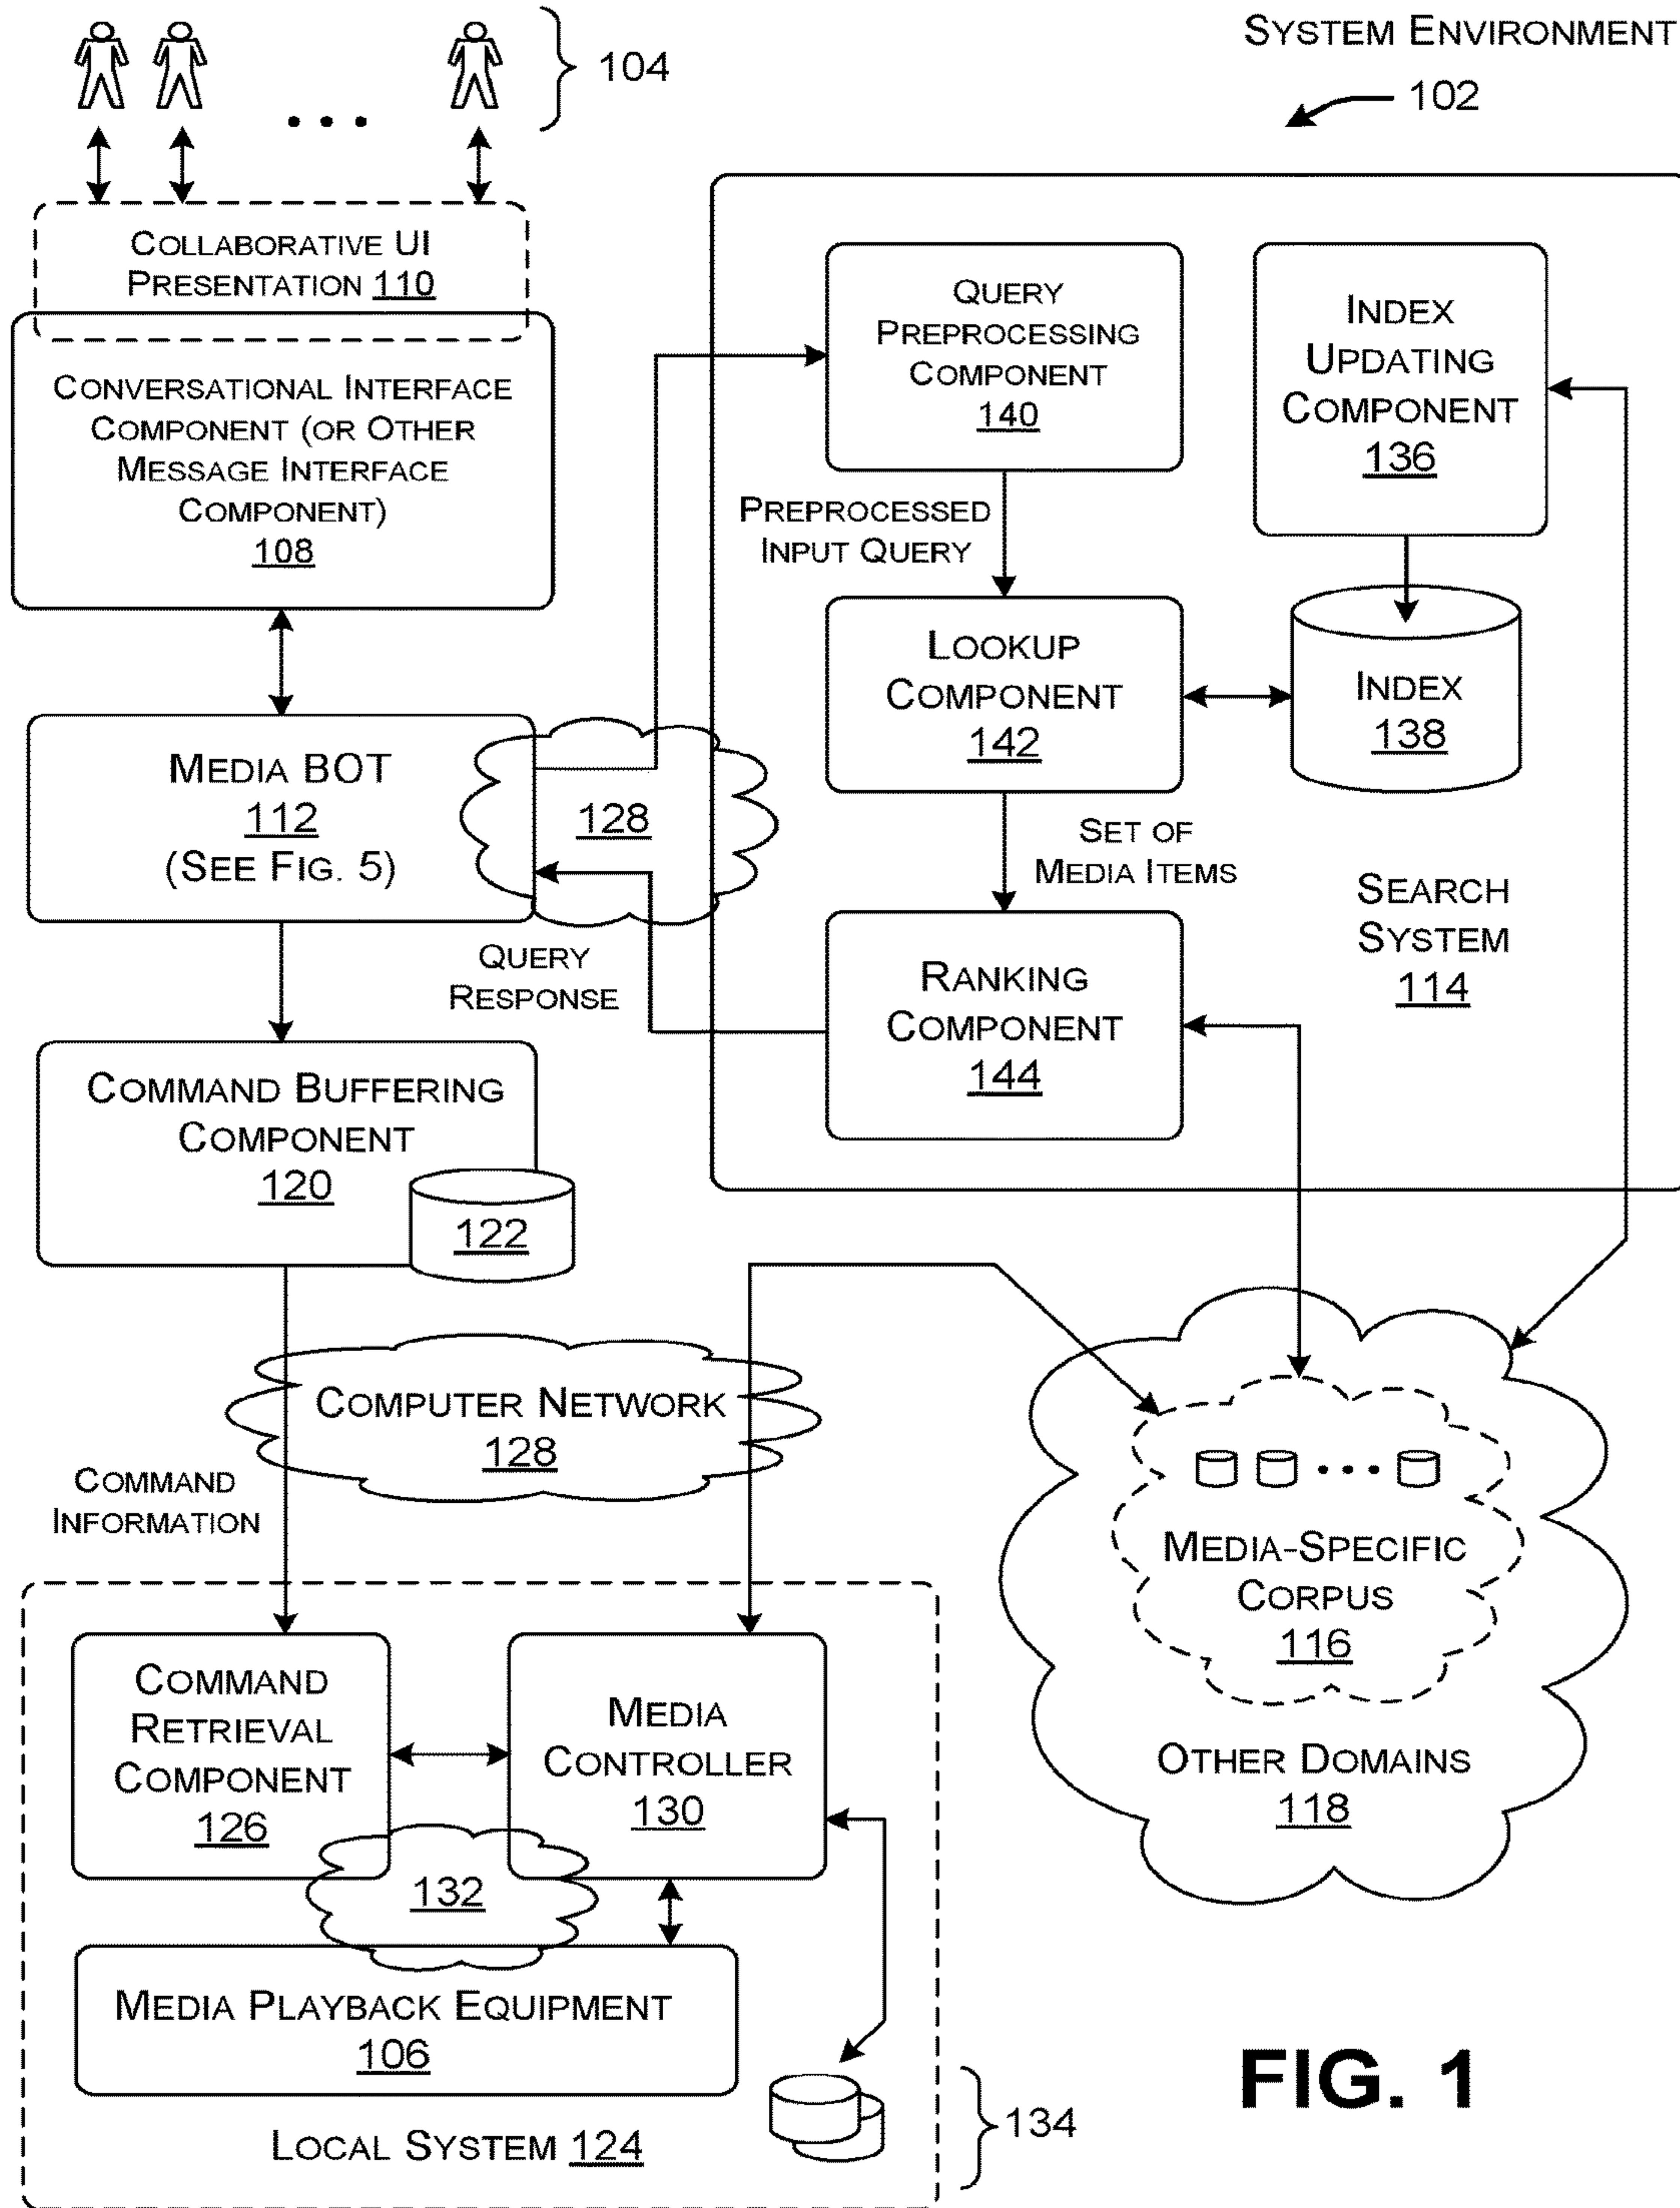 104
SYSTEM ENVIRONMENT
102
COLLABORATIVE UI
PRESENTATION 110
CONVERSATIONAL INTERFACE
COMPONENT (OR OTHER
MESSAGE INTERFACE
COMPONENT)
108
MEDIA BOT
112
(SEE FIG. 5)
128
QUERY
RESPONSE
QUERY
PREPROCESSING
COMPONENT
140
PREPROCESSED
INPUT QUERY
LOOKUP
COMPONENT
142
SET OF
MEDIA ITEMS
RANKING
COMPONENT
144
INDEX
UPDATING
COMPONENT
136
INDEX
138
SEARCH
SYSTEM
114
COMMAND BUFFERING
COMPONENT
120
122
COMPUTER NETWORK
128
COMMAND
INFORMATION
MEDIA-SPECIFIC
CORPUS
116
OTHER DOMAINS
118
COMMAND
RETRIEVAL
COMPONENT
126
MEDIA
CONTROLLER
130
132
MEDIA PLAYBACK EQUIPMENT
106
LOCAL SYSTEM 124
134
FIG. 1